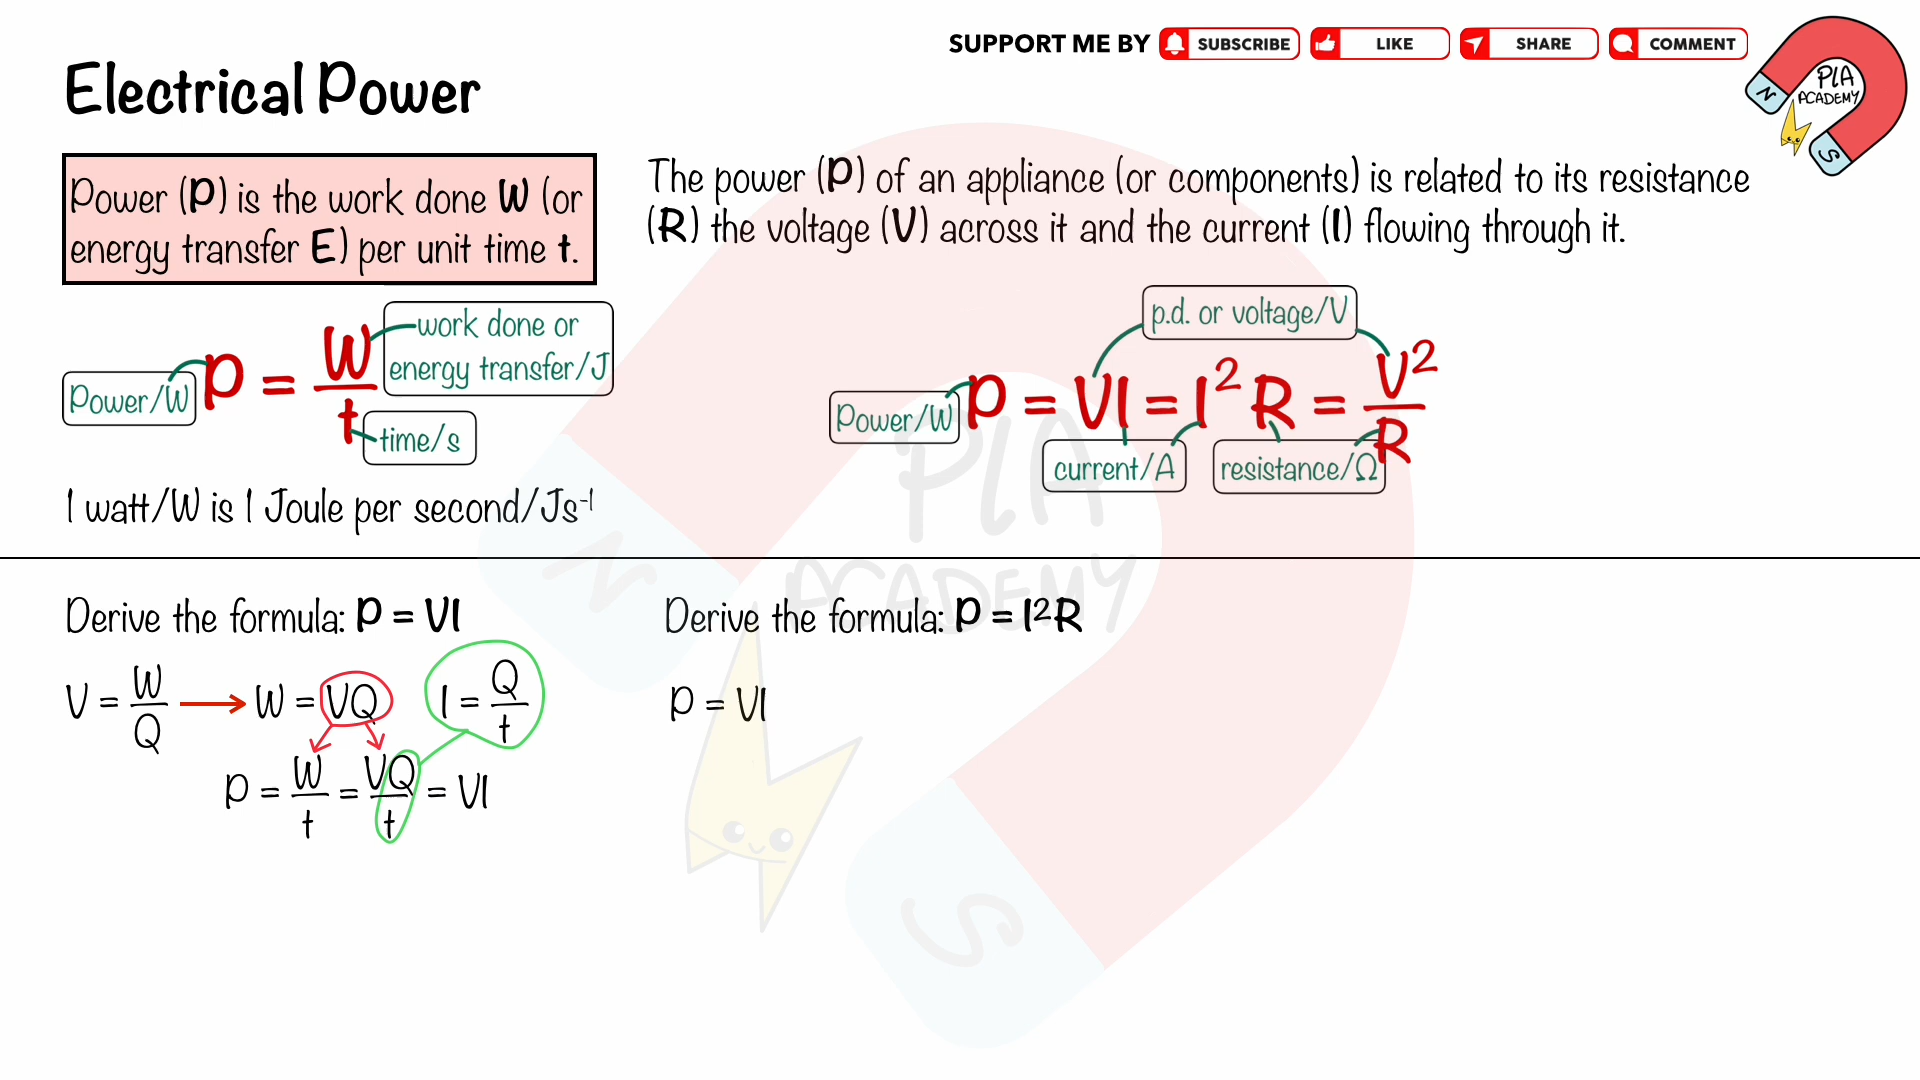 SUPPORT ME BY SUBSCRIBE LIKE SHARE COMMENT
PLA
ACADEMY
N
S
Electrical Power
Power (P) is the work done W (or
energy transfer E) per unit time t.
The power (P) of an appliance (or components) is related to its resistance
(R) the voltage (V) across it and the current (I) flowing through it.
P = W/t
Power/W
work done or
energy transfer/J
time/s
1 watt/W is 1 Joule per second/Js⁻¹
p.d. or voltage/V
P = VI = I² R = V²/R
Power/W
current/A
resistance/Ω
PLA
ACADEMY
N
S
Derive the formula: P = VI
V = W/Q → W = VQ I = Q/t
P = W/t = VQ/t = VI
Derive the formula: P = I²R
P = VI